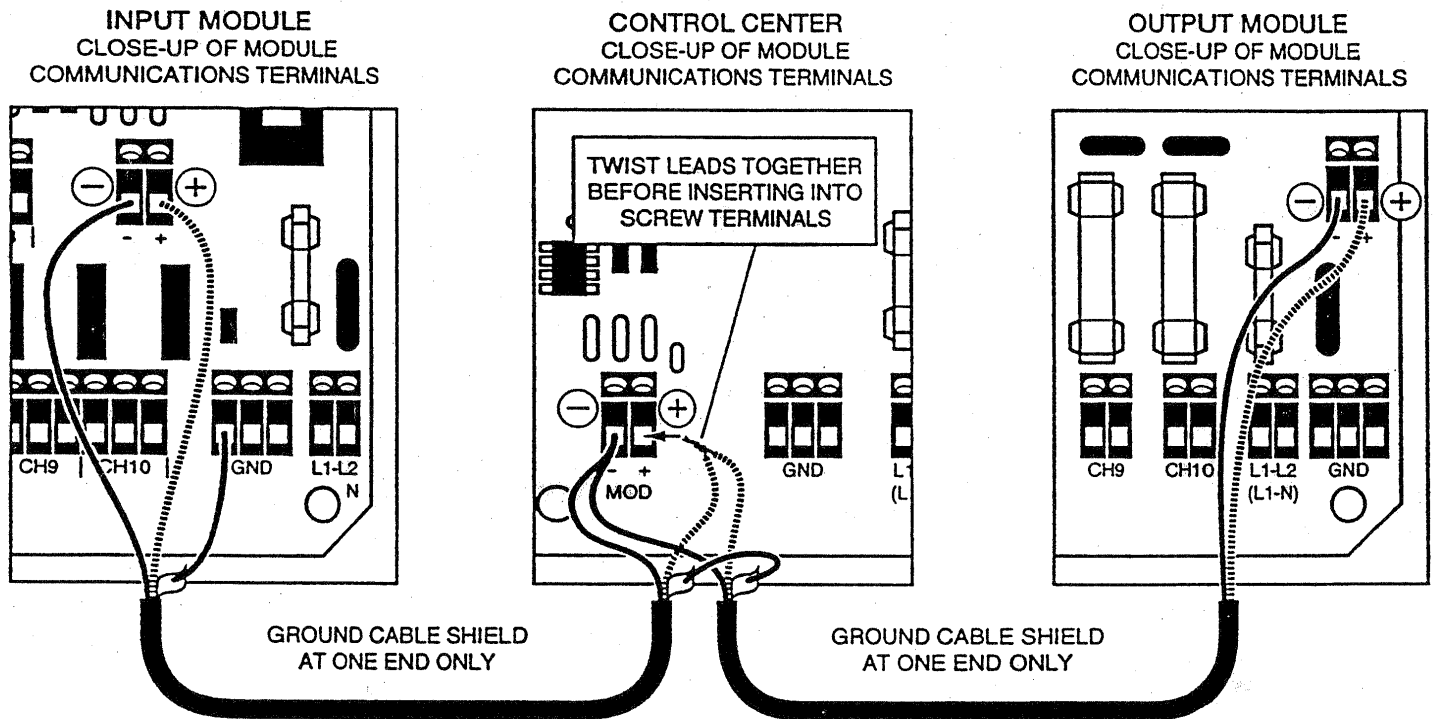 INPUT MODULE
CLOSE-UP OF MODULE
COMMUNICATIONS TERMINALS
CONTROL CENTER
CLOSE-UP OF MODULE
COMMUNICATIONS TERMINALS
OUTPUT MODULE
CLOSE-UP OF MODULE
COMMUNICATIONS TERMINALS
− +
- +
CH9 | CH10 | GND L1-L2
N
TWIST LEADS TOGETHER
BEFORE INSERTING INTO
SCREW TERMINALS
− +
- +
MOD
GND
L1
(L
− +
- +
CH9 CH10 L1-L2 GND
(L1-N)
GROUND CABLE SHIELD
AT ONE END ONLY
GROUND CABLE SHIELD
AT ONE END ONLY